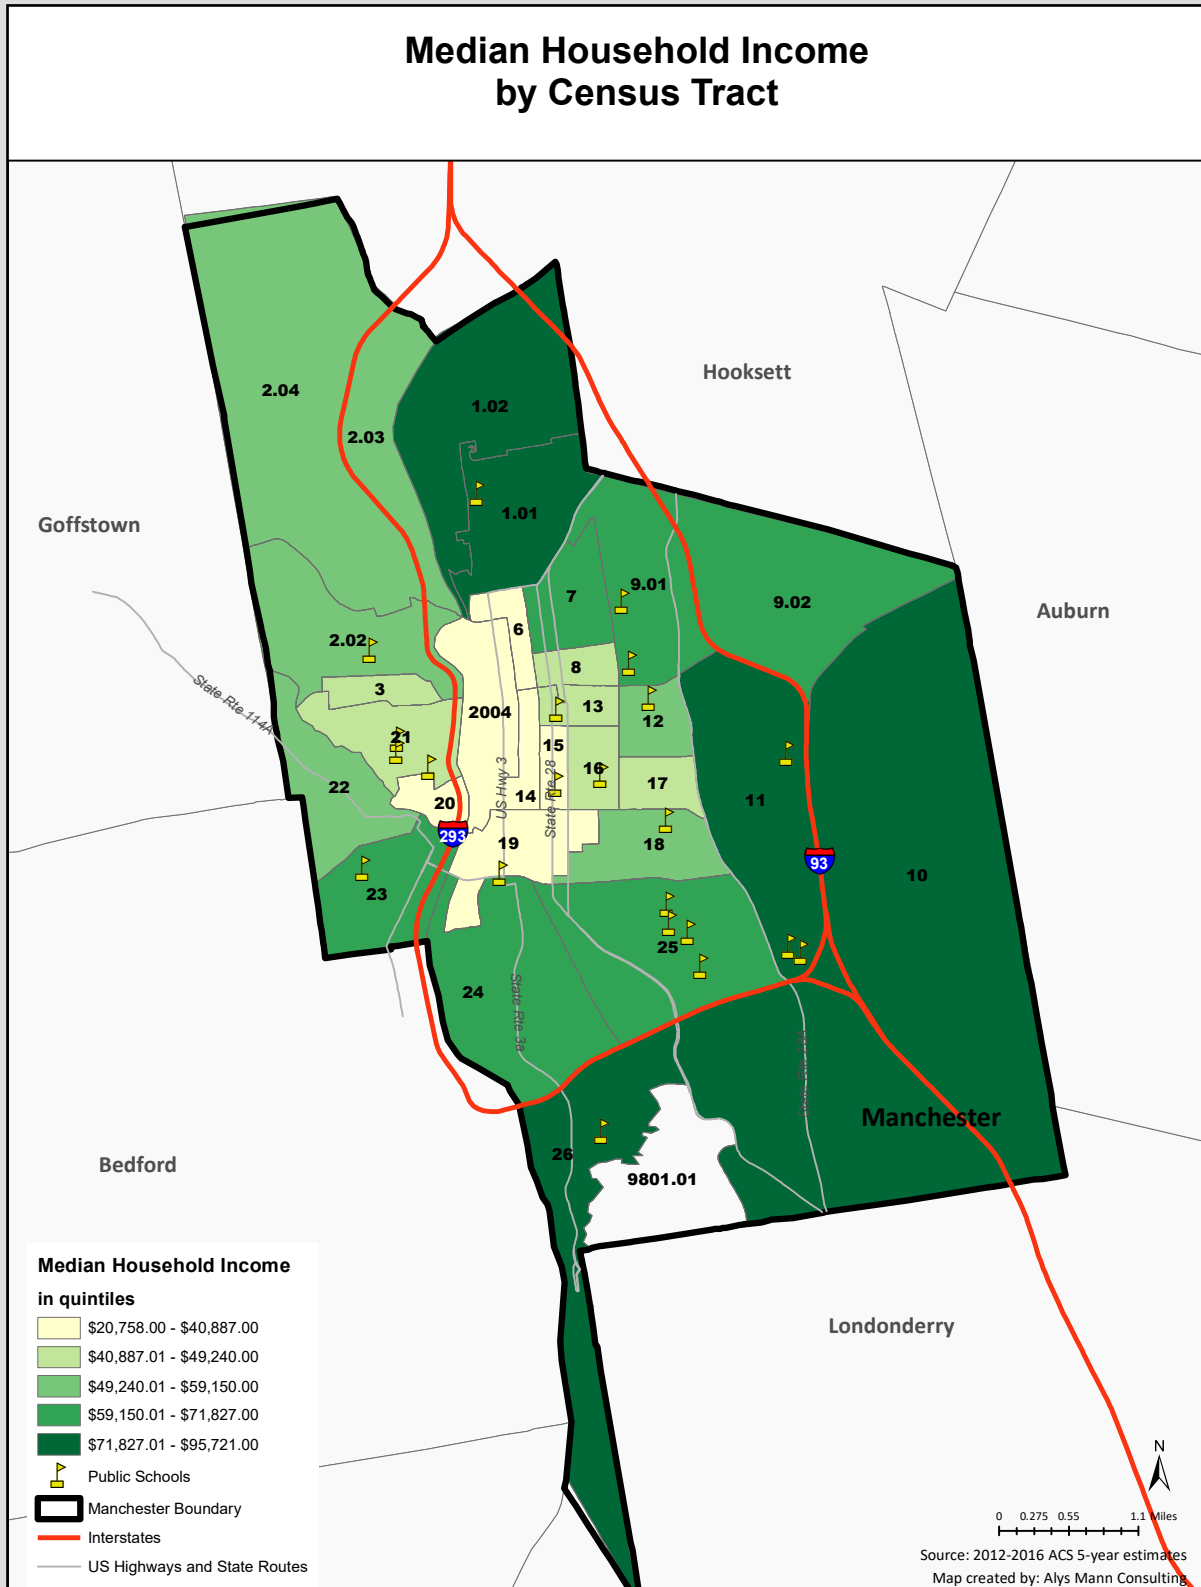 Median Household Income
by Census Tract
Hooksett
2.04
1.02
2.03
1.01
Goffstown
7
9.01
9.02
Auburn
6
2.02
8
3
State Rte 114A
2004
13
12
21
15
16
17
22
US Hwy 3
State Rte 28
14
11
20
293
19
18
93
10
23
25
24
State Rte 3a
Manchester
26
Bedford
9801.01
Londonderry
Median Household Income
in quintiles
$20,758.00 - $40,887.00
$40,887.01 - $49,240.00
$49,240.01 - $59,150.00
$59,150.01 - $71,827.00
$71,827.01 - $95,721.00
Public Schools
Manchester Boundary
Interstates
US Highways and State Routes
N
0 0.275 0.55 1.1 Miles
Source: 2012-2016 ACS 5-year estimates
Map created by: Alys Mann Consulting